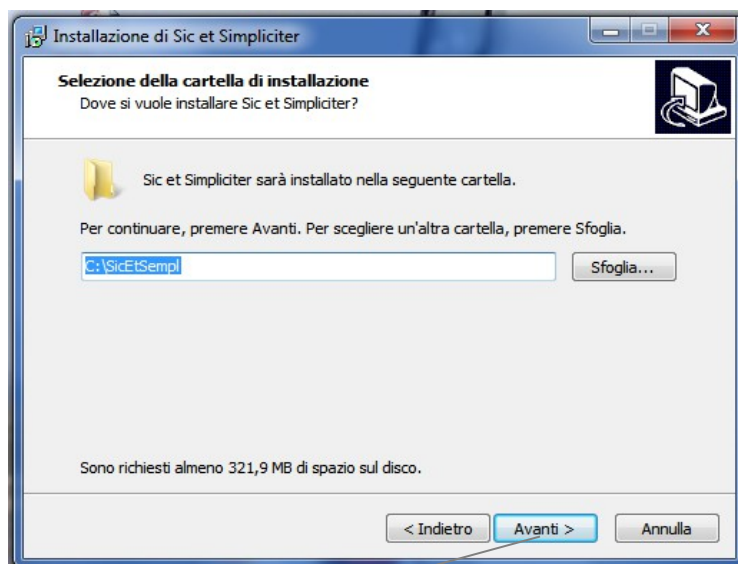 Installazione di Sic et Simpliciter
Selezione della cartella di installazione
Dove si vuole installare Sic et Simpliciter?
Sic et Simpliciter sarà installato nella seguente cartella.
Per continuare, premere Avanti. Per scegliere un'altra cartella, premere Sfoglia.
C:\SicEtSempl
Sfoglia...
Sono richiesti almeno 321,9 MB di spazio sul disco.
< Indietro Avanti > Annulla